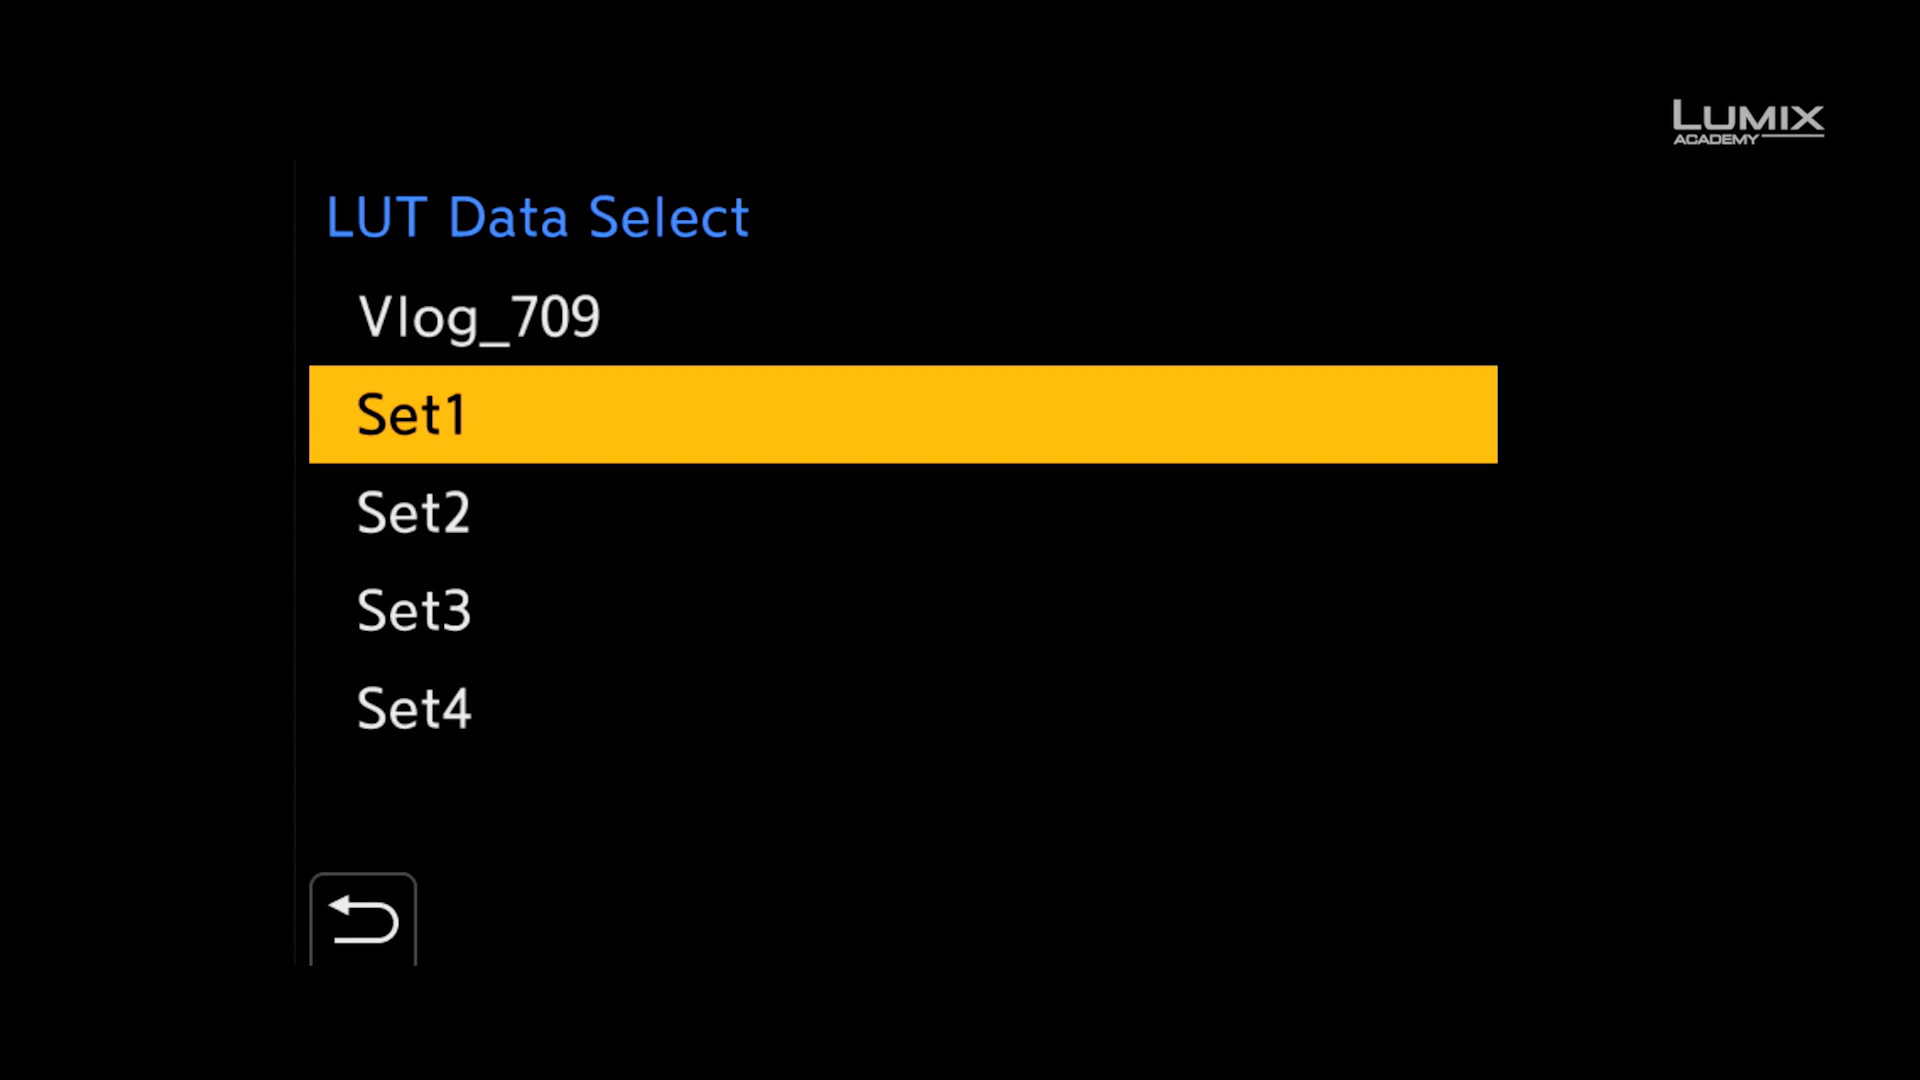 LUMIX
ACADEMY
LUT Data Select
Vlog_709
Set1
Set2
Set3
Set4